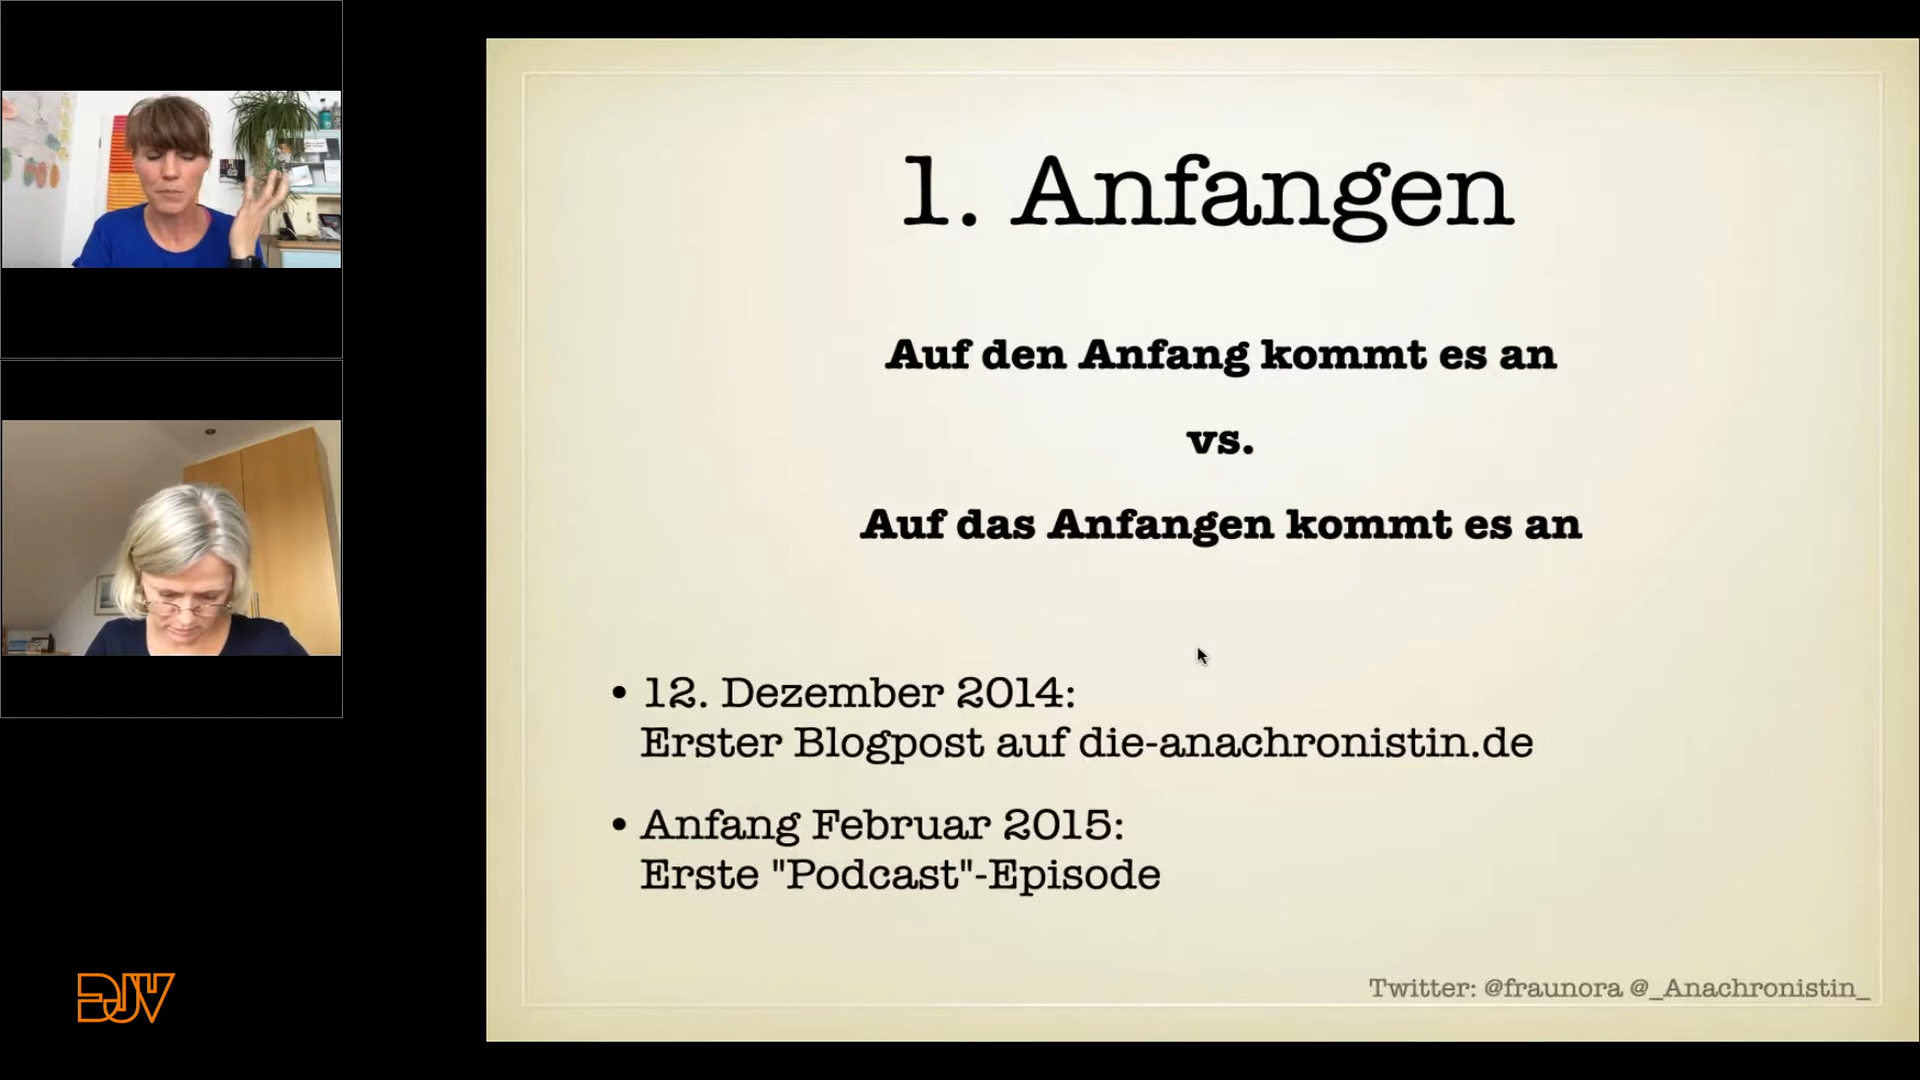 1. Anfangen
Auf den Anfang kommt es an
vs.
Auf das Anfangen kommt es an
• 12. Dezember 2014:
Erster Blogpost auf die-anachronistin.de
• Anfang Februar 2015:
Erste "Podcast"-Episode
Twitter: @fraunora @_Anachronistin_
DJV